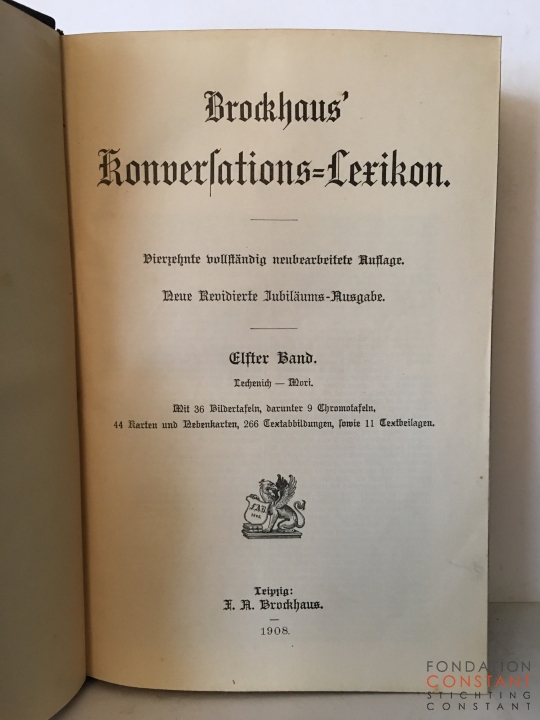 Brockhaus'
Konversations=Lexikon.
Vierzehnte vollständig neubearbeitete Auflage.
Neue Revidierte Jubiläums-Ausgabe.
Elfter Band.
Lechenich — Mori.
Mit 36 Bildertafeln, darunter 9 Chromotafeln,
44 Karten und Nebenkarten, 266 Textabbildungen, sowie 11 Textbeilagen.
Leipzig:
F. A. Brockhaus.
1908.
FONDATION
CONSTANT
STICHTING
CONSTANT